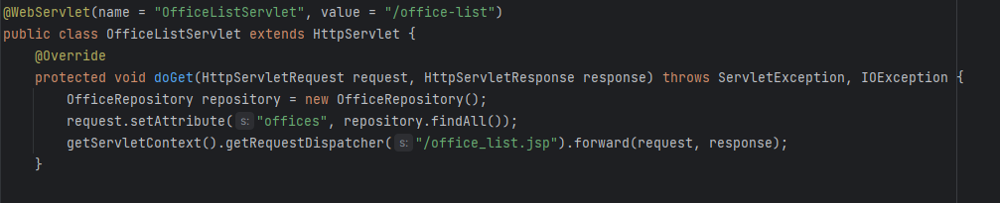 @WebServlet(name = "OfficeListServlet", value = "/office-list")
public class OfficeListServlet extends HttpServlet {
    @Override
    protected void doGet(HttpServletRequest request, HttpServletResponse response) throws ServletException, IOException {
        OfficeRepository repository = new OfficeRepository();
        request.setAttribute( s: "offices", repository.findAll());
        getServletContext().getRequestDispatcher( s: "/office_list.jsp").forward(request, response);
    }